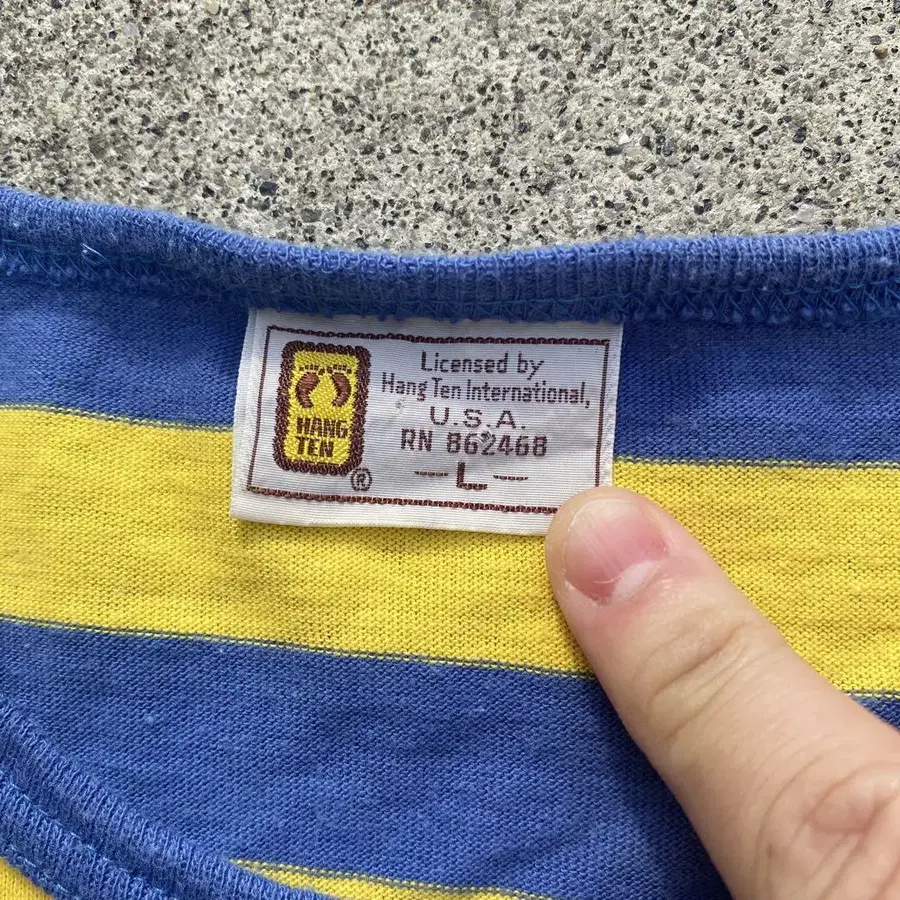 HANG
TEN
®
Licensed by
Hang Ten International,
U.S.A.
RN 862468
—L—